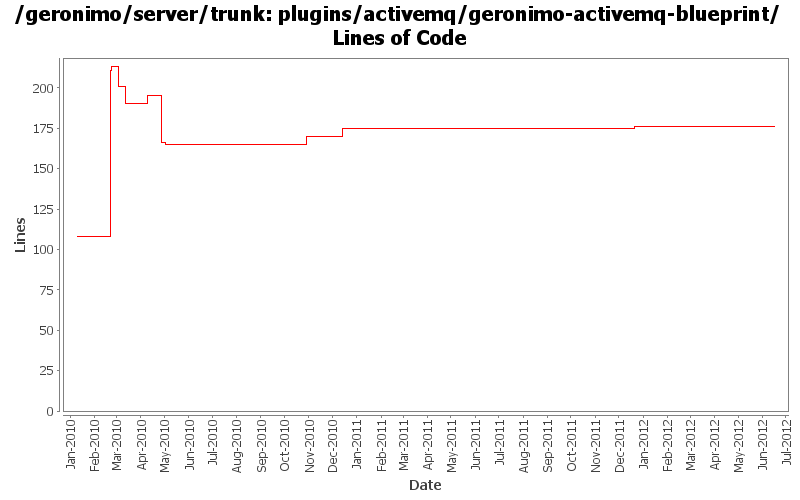 /geronimo/server/trunk: plugins/activemq/geronimo-activemq-blueprint/
Lines of Code
Lines
200
175
150
125
100
75
50
25
0
Jan-2010
Feb-2010
Mar-2010
Apr-2010
May-2010
Jun-2010
Jul-2010
Aug-2010
Sep-2010
Oct-2010
Nov-2010
Dec-2010
Jan-2011
Feb-2011
Mar-2011
Apr-2011
May-2011
Jun-2011
Jul-2011
Aug-2011
Sep-2011
Oct-2011
Nov-2011
Dec-2011
Jan-2012
Feb-2012
Mar-2012
Apr-2012
May-2012
Jun-2012
Jul-2012
Date